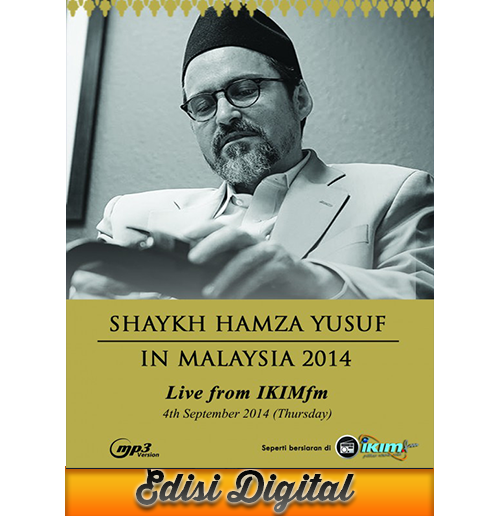 SHAYKH HAMZA YUSUF
IN MALAYSIA 2014
Live from IKIMfm
4th September 2014 (Thursday)
mp3
Version
Seperti bersiaran di
ikim
Edisi Digital